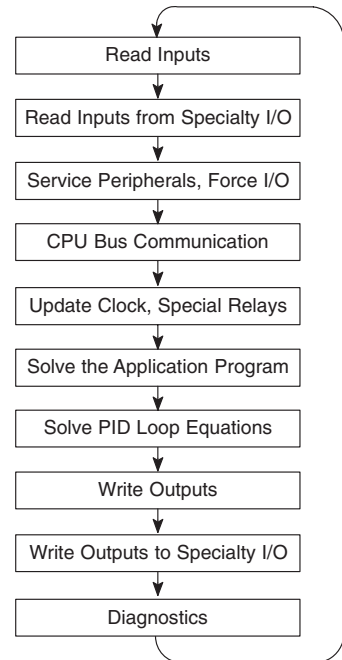 Read Inputs
Read Inputs from Specialty I/O
Service Peripherals, Force I/O
CPU Bus Communication
Update Clock, Special Relays
Solve the Application Program
Solve PID Loop Equations
Write Outputs
Write Outputs to Specialty I/O
Diagnostics